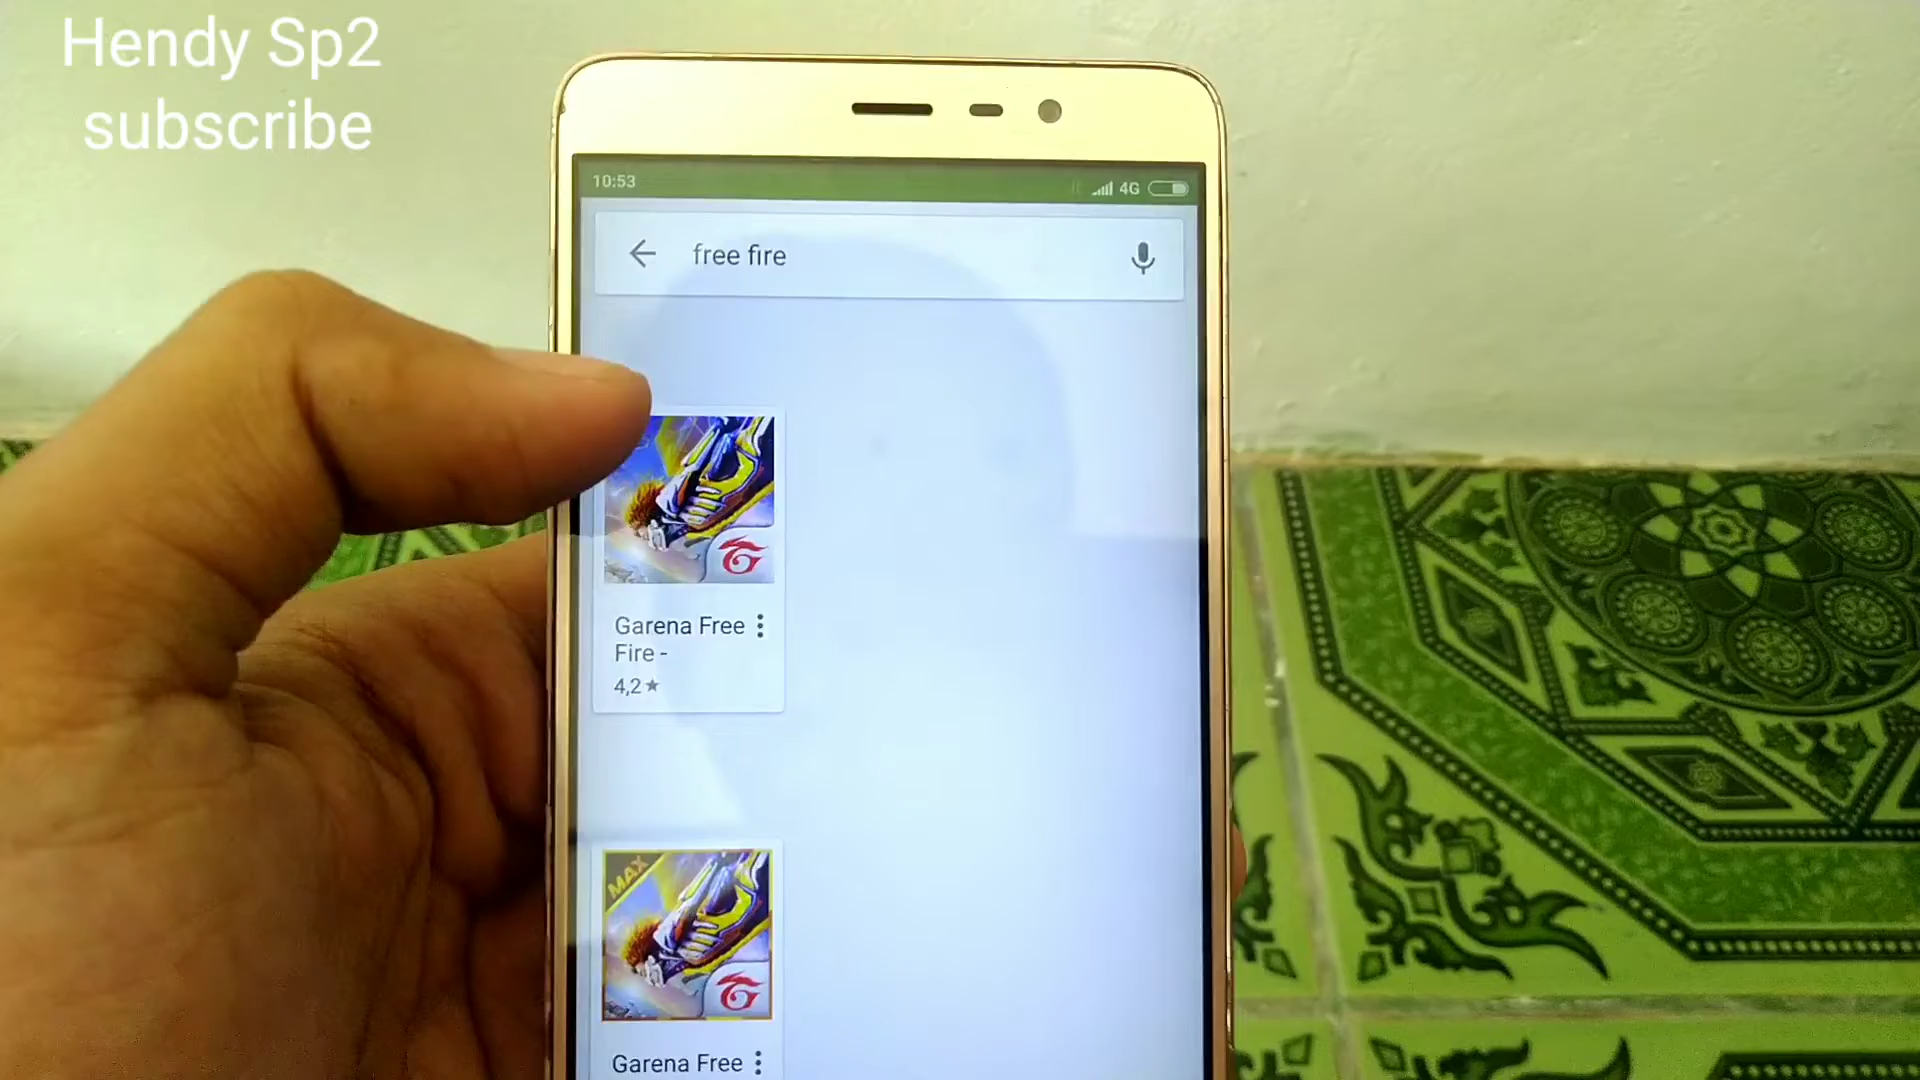 Hendy Sp2
subscribe
10:53
4G
free fire
Garena Free
Fire -
4,2★
MAX
Garena Free